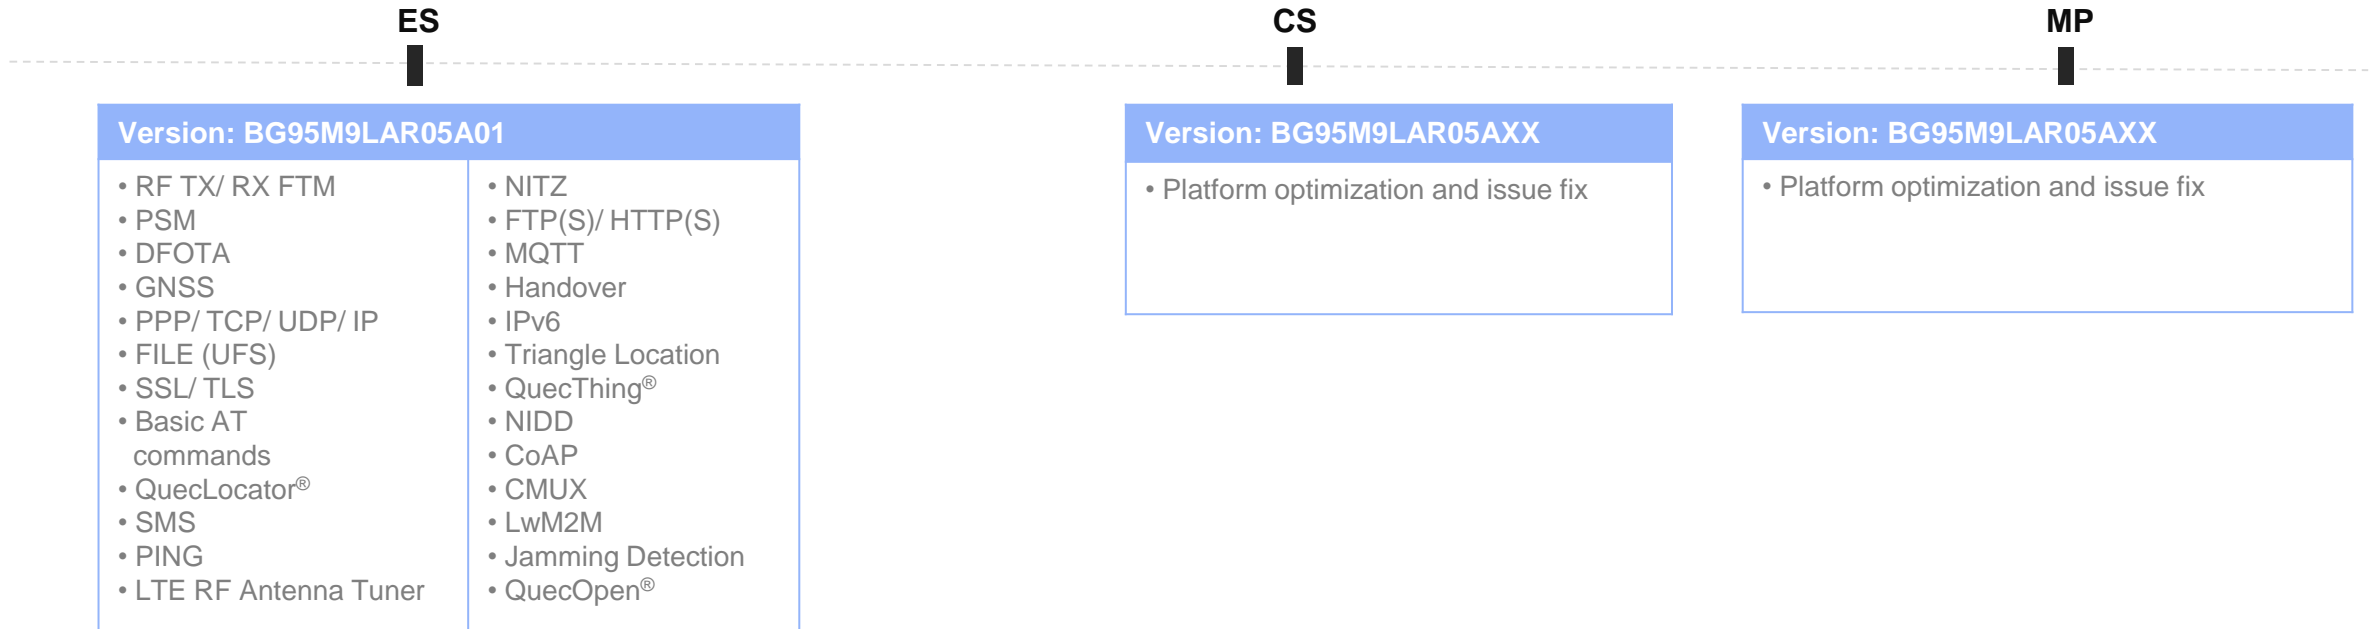 ES
CS
MP
Version: BG95M9LAR05A01
• RF TX/ RX FTM
• PSM
• DFOTA
• GNSS
• PPP/ TCP/ UDP/ IP
• FILE (UFS)
• SSL/ TLS
• Basic AT
commands
• QuecLocator®
• SMS
• PING
• LTE RF Antenna Tuner
• NITZ
• FTP(S)/ HTTP(S)
• MQTT
• Handover
• IPv6
• Triangle Location
• QuecThing®
• NIDD
• CoAP
• CMUX
• LwM2M
• Jamming Detection
• QuecOpen®
Version: BG95M9LAR05AXX
• Platform optimization and issue fix
Version: BG95M9LAR05AXX
• Platform optimization and issue fix